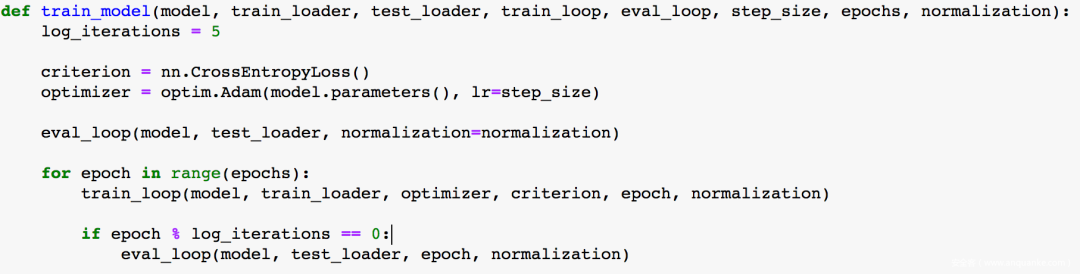 def train_model(model, train_loader, test_loader, train_loop, eval_loop, step_size, epochs, normalization):
    log_iterations = 5

    criterion = nn.CrossEntropyLoss()
    optimizer = optim.Adam(model.parameters(), lr=step_size)

    eval_loop(model, test_loader, normalization=normalization)

    for epoch in range(epochs):
        train_loop(model, train_loader, optimizer, criterion, epoch, normalization)

        if epoch % log_iterations == 0:
            eval_loop(model, test_loader, epoch, normalization)